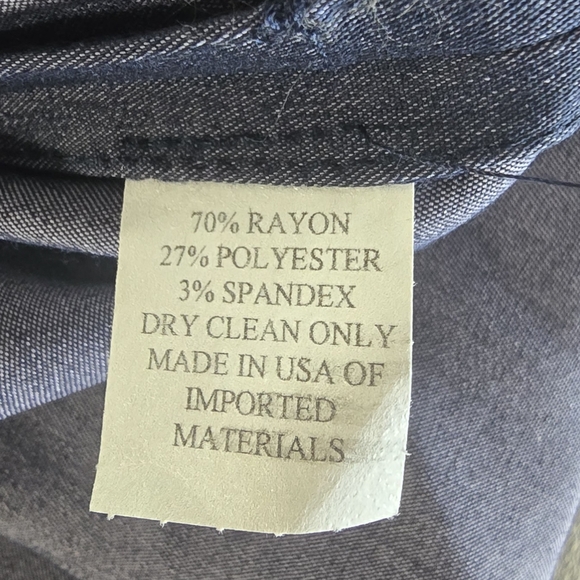 70% RAYON
27% POLYESTER
3% SPANDEX
DRY CLEAN ONLY
MADE IN USA OF
IMPORTED
MATERIALS